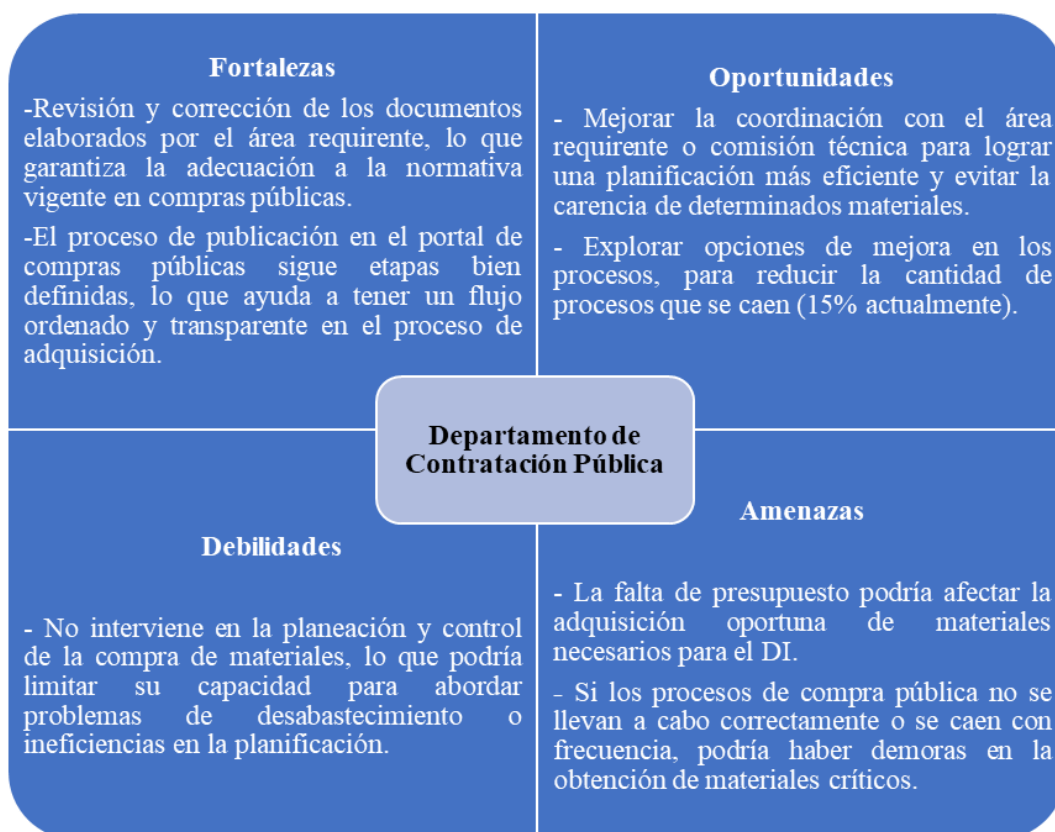 Fortalezas
-Revisión y corrección de los documentos
elaborados por el área requirente, lo que
garantiza la adecuación a la normativa
vigente en compras públicas.
-El proceso de publicación en el portal de
compras públicas sigue etapas bien
definidas, lo que ayuda a tener un flujo
ordenado y transparente en el proceso de
adquisición.
Oportunidades
- Mejorar la coordinación con el área
requirente o comisión técnica para lograr
una planificación más eficiente y evitar la
carencia de determinados materiales.
- Explorar opciones de mejora en los
procesos, para reducir la cantidad de
procesos que se caen (15% actualmente).
Departamento de
Contratación Pública
Debilidades
- No interviene en la planeación y control
de la compra de materiales, lo que podría
limitar su capacidad para abordar
problemas de desabastecimiento o
ineficiencias en la planificación.
Amenazas
- La falta de presupuesto podría afectar la
adquisición oportuna de materiales
necesarios para el DI.
- Si los procesos de compra pública no se
llevan a cabo correctamente o se caen con
frecuencia, podría haber demoras en la
obtención de materiales críticos.